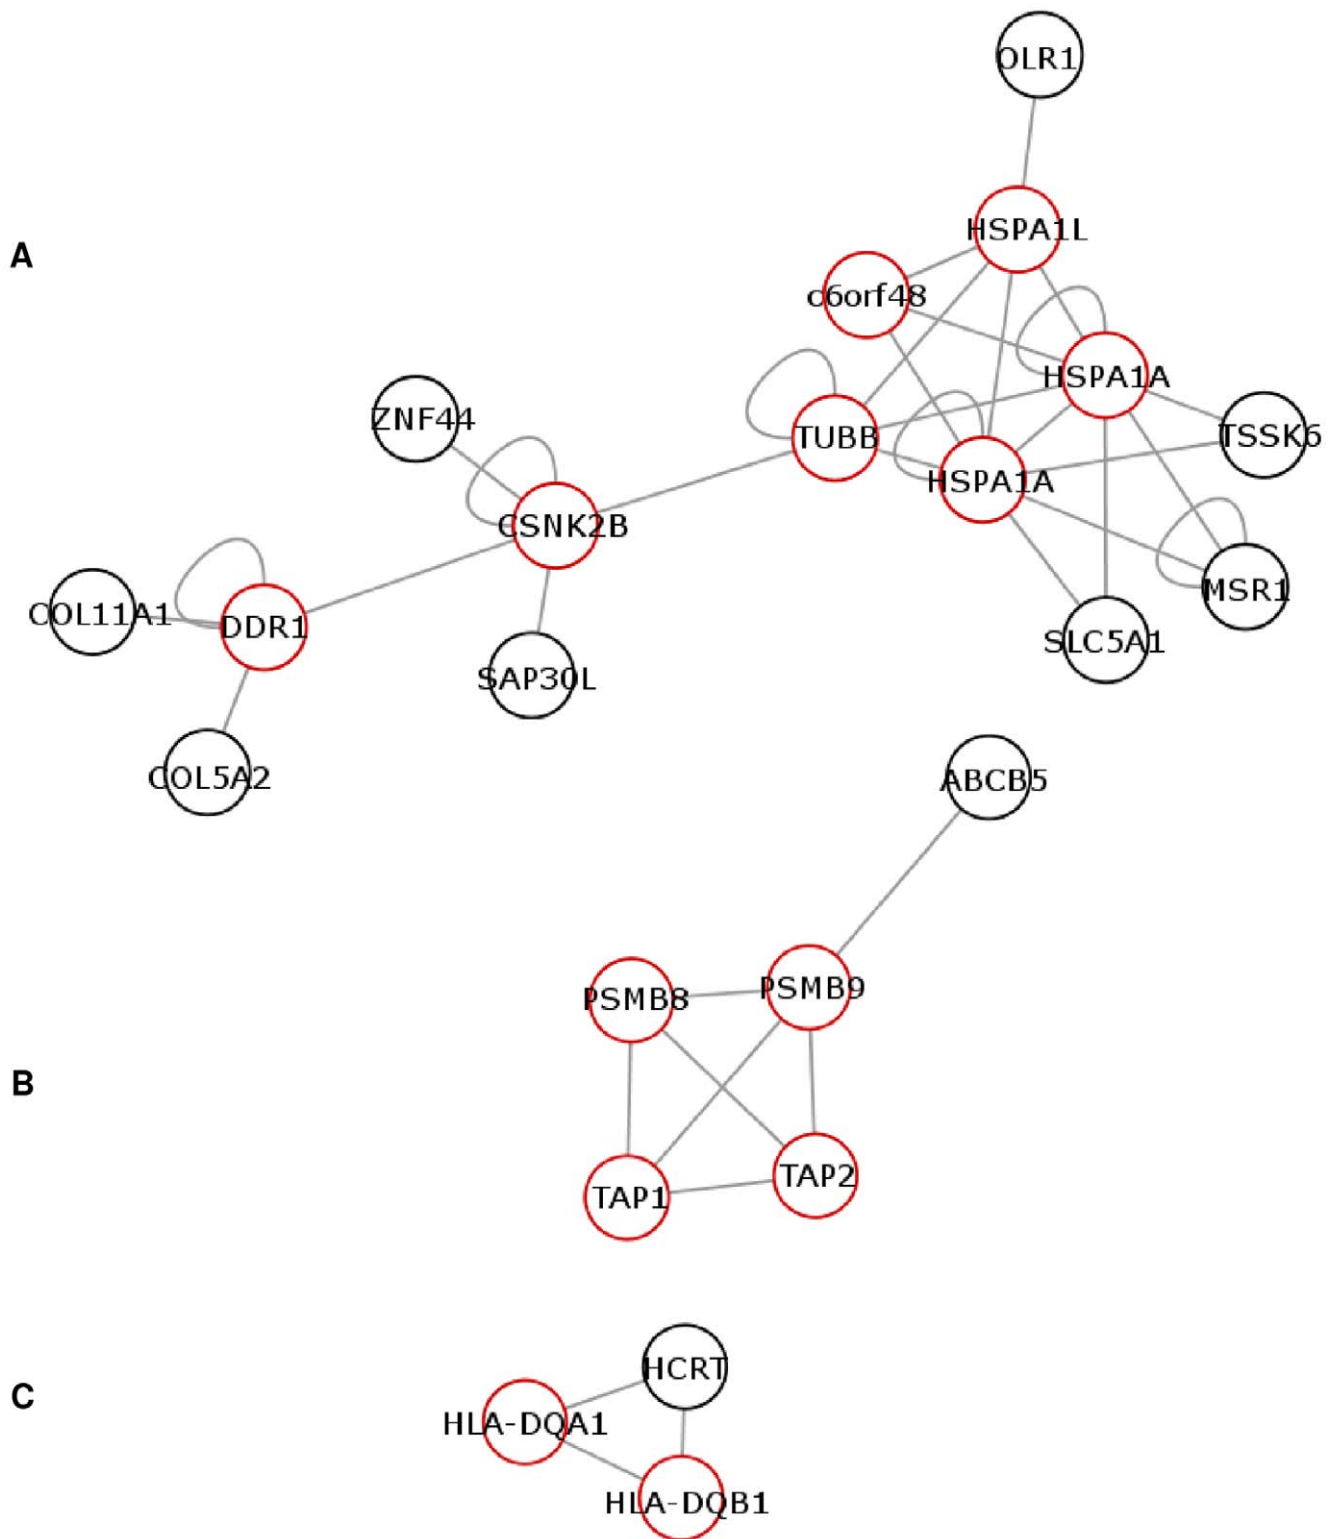 OLR1
HSPA1L
A
c6orf48
HSPA1A
ZNF44
TUBB
TSSK6
HSPA1A
CSNK2B
MSR1
COL11A1
DDR1
SLC5A1
SAP30L
COL5A2
ABCB5
PSMB8
PSMB9
B
TAP1
TAP2
HCRT
C
HLA-DQA1
HLA-DQB1